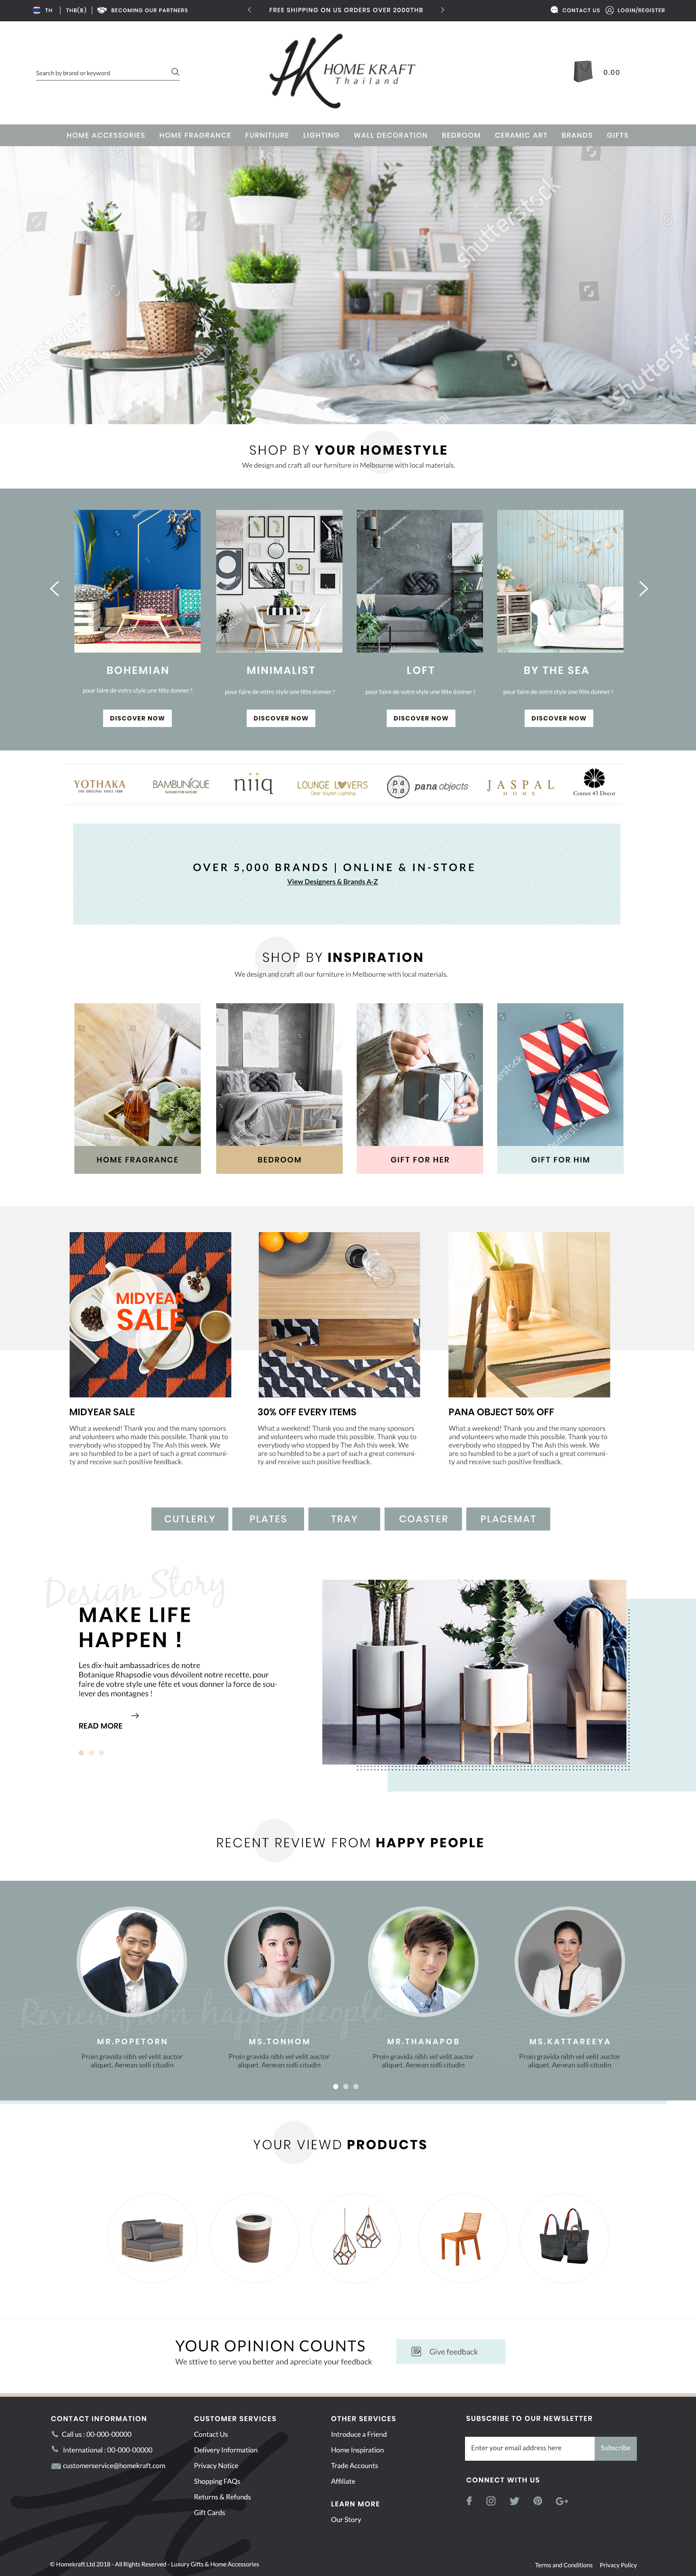 TH | THB(B) | BECOMING OUR PARTNERS
FREE SHIPPING ON US ORDERS OVER 2000THB
CONTACT US LOGIN/REGISTER
Search by brand or keyword
HK HOME KRAFT
Thailand
0.00
HOME ACCESSORIES HOME FRAGRANCE FURNITIURE LIGHTING WALL DECORATION BEDROOM CERAMIC ART BRANDS GIFTS
shutterstock
SHOP BY YOUR HOMESTYLE
We design and craft all our furniture in Melbourne with local materials.
BOHEMIAN MINIMALIST LOFT BY THE SEA
pour faire de votre style une fête donner ! pour faire de votre style une fête donner ! pour faire de votre style une fête donner ! pour faire de votre style une fête donner !
DISCOVER NOW DISCOVER NOW DISCOVER NOW DISCOVER NOW
YOTHAKA BAMBUNIQUE niiq LOUNGE LOVERS pana objects JASPAL
THE ORIGINAL SINCE 1988 NATURE FOR NATURE Über Stylish Lighting HOME Corner 43 Decor
OVER 5,000 BRANDS | ONLINE & IN-STORE
View Designers & Brands A-Z
SHOP BY INSPIRATION
We design and craft all our furniture in Melbourne with local materials.
HOME FRAGRANCE BEDROOM GIFT FOR HER GIFT FOR HIM
MIDYEAR
SALE
MIDYEAR SALE
What a weekend! Thank you and the many sponsors
and volunteers who made this possible. Thank you to
everybody who stopped by The Ash this week. We
are so humbled to be a part of such a great communi-
ty and receive such positive feedback.
30% OFF EVERY ITEMS
What a weekend! Thank you and the many sponsors
and volunteers who made this possible. Thank you to
everybody who stopped by The Ash this week. We
are so humbled to be a part of such a great communi-
ty and receive such positive feedback.
PANA OBJECT 50% OFF
What a weekend! Thank you and the many sponsors
and volunteers who made this possible. Thank you to
everybody who stopped by The Ash this week. We
are so humbled to be a part of such a great communi-
ty and receive such positive feedback.
CUTLERLY PLATES TRAY COASTER PLACEMAT
Design Story
MAKE LIFE
HAPPEN !
Les dix-huit ambassadrices de notre
Botanique Rhapsodie vous dévoilent notre recette, pour
faire de votre style une fête et vous donner la force de sou-
lever des montagnes !
READ MORE
RECENT REVIEW FROM HAPPY PEOPLE
Review from happy people
MR.POPETORN MS.TONHOM MR.THANAPOB MS.KATTAREEYA
Proin gravida nibh vel velit auctor Proin gravida nibh vel velit auctor Proin gravida nibh vel velit auctor Proin gravida nibh vel velit auctor
aliquet. Aenean solli citudin aliquet. Aenean solli citudin aliquet. Aenean solli citudin aliquet. Aenean solli citudin
YOUR VIEWD PRODUCTS
YOUR OPINION COUNTS
We sttive to serve you better and apreciate your feedback
Give feedback
CONTACT INFORMATION
Call us : 00-000-00000
International : 00-000-00000
customerservice@homekraft.com
CUSTOMER SERVICES
Contact Us
Delivery Information
Privacy Notice
Shopping FAQs
Returns & Refunds
Gift Cards
OTHER SERVICES
Introduce a Friend
Home Inspiration
Trade Accounts
Affiliate
LEARN MORE
Our Story
SUBSCRIBE TO OUR NEWSLETTER
Enter your email address here
Subscribe
CONNECT WITH US
© Homekraft Ltd 2018 - All Rights Reserved - Luxury Gifts & Home Accessories
Terms and Conditions Privacy Policy